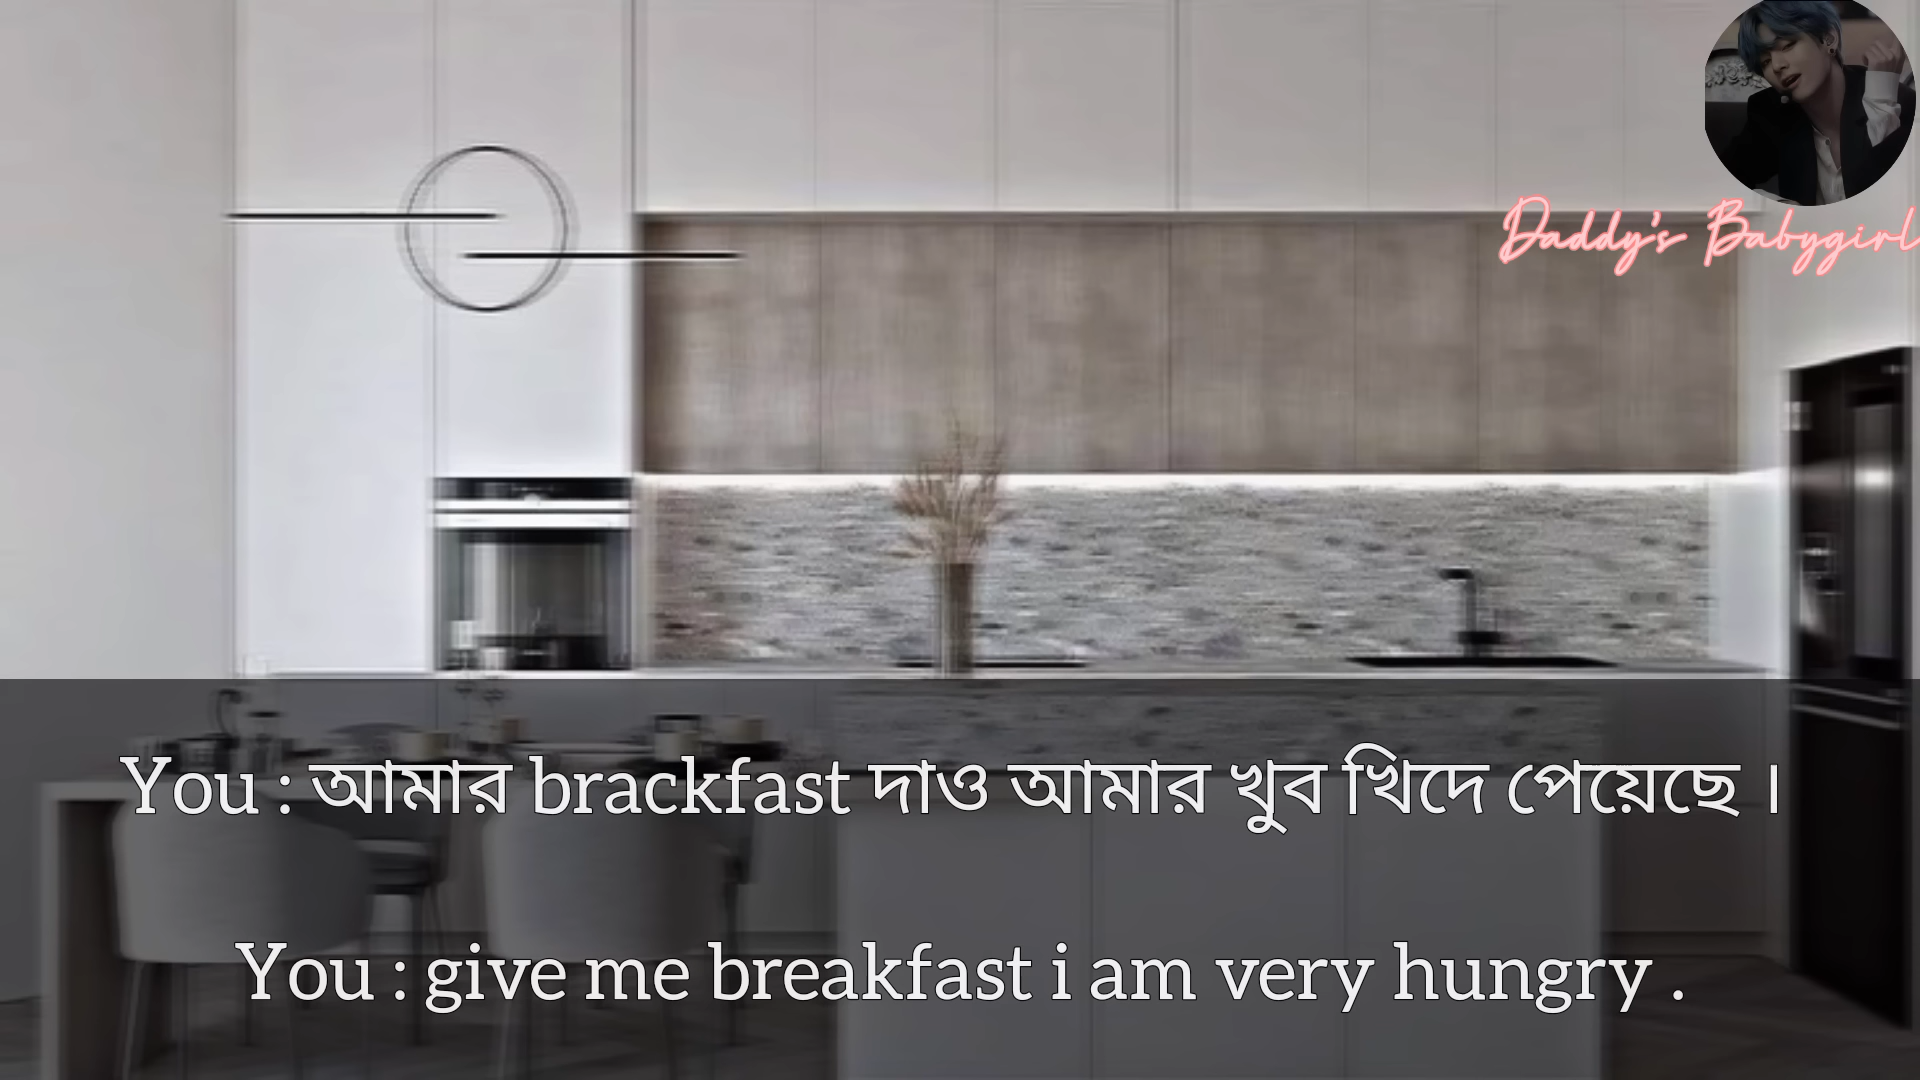 Daddy's Babygirl
You : আমার brackfast দাও আমার খুব খিদে পেয়েছে ।
You : give me breakfast i am very hungry .